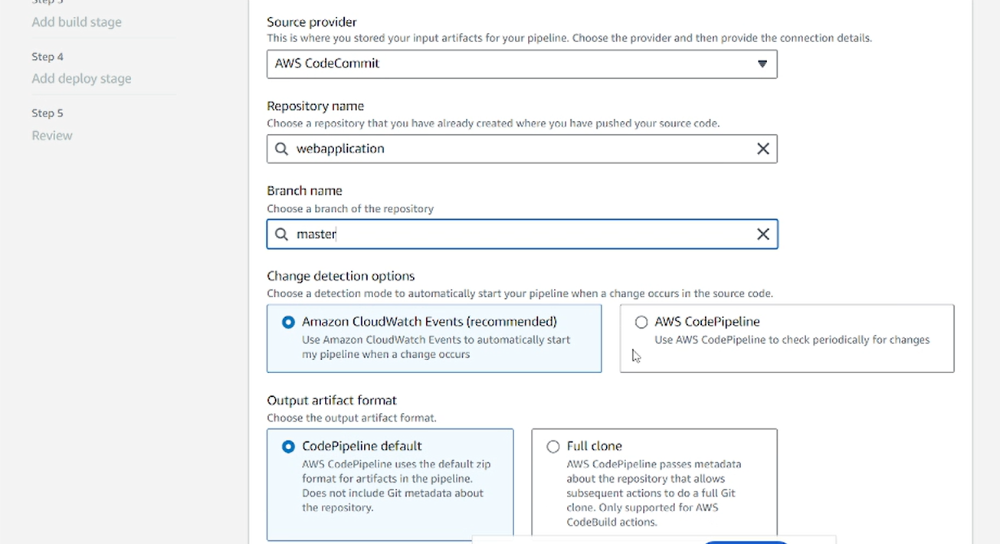 Step 3
Add build stage
Step 4
Add deploy stage
Step 5
Review
Source provider
This is where you stored your input artifacts for your pipeline. Choose the provider and then provide the connection details.
AWS CodeCommit
Repository name
Choose a repository that you have already created where you have pushed your source code.
webapplication
Branch name
Choose a branch of the repository
master
Change detection options
Choose a detection mode to automatically start your pipeline when a change occurs in the source code.
Amazon CloudWatch Events (recommended)
Use Amazon CloudWatch Events to automatically start
my pipeline when a change occurs
AWS CodePipeline
Use AWS CodePipeline to check periodically for changes
Output artifact format
Choose the output artifact format.
CodePipeline default
AWS CodePipeline uses the default zip
format for artifacts in the pipeline.
Does not include Git metadata about
the repository.
Full clone
AWS CodePipeline passes metadata
about the repository that allows
subsequent actions to do a full Git
clone. Only supported for AWS
CodeBuild actions.